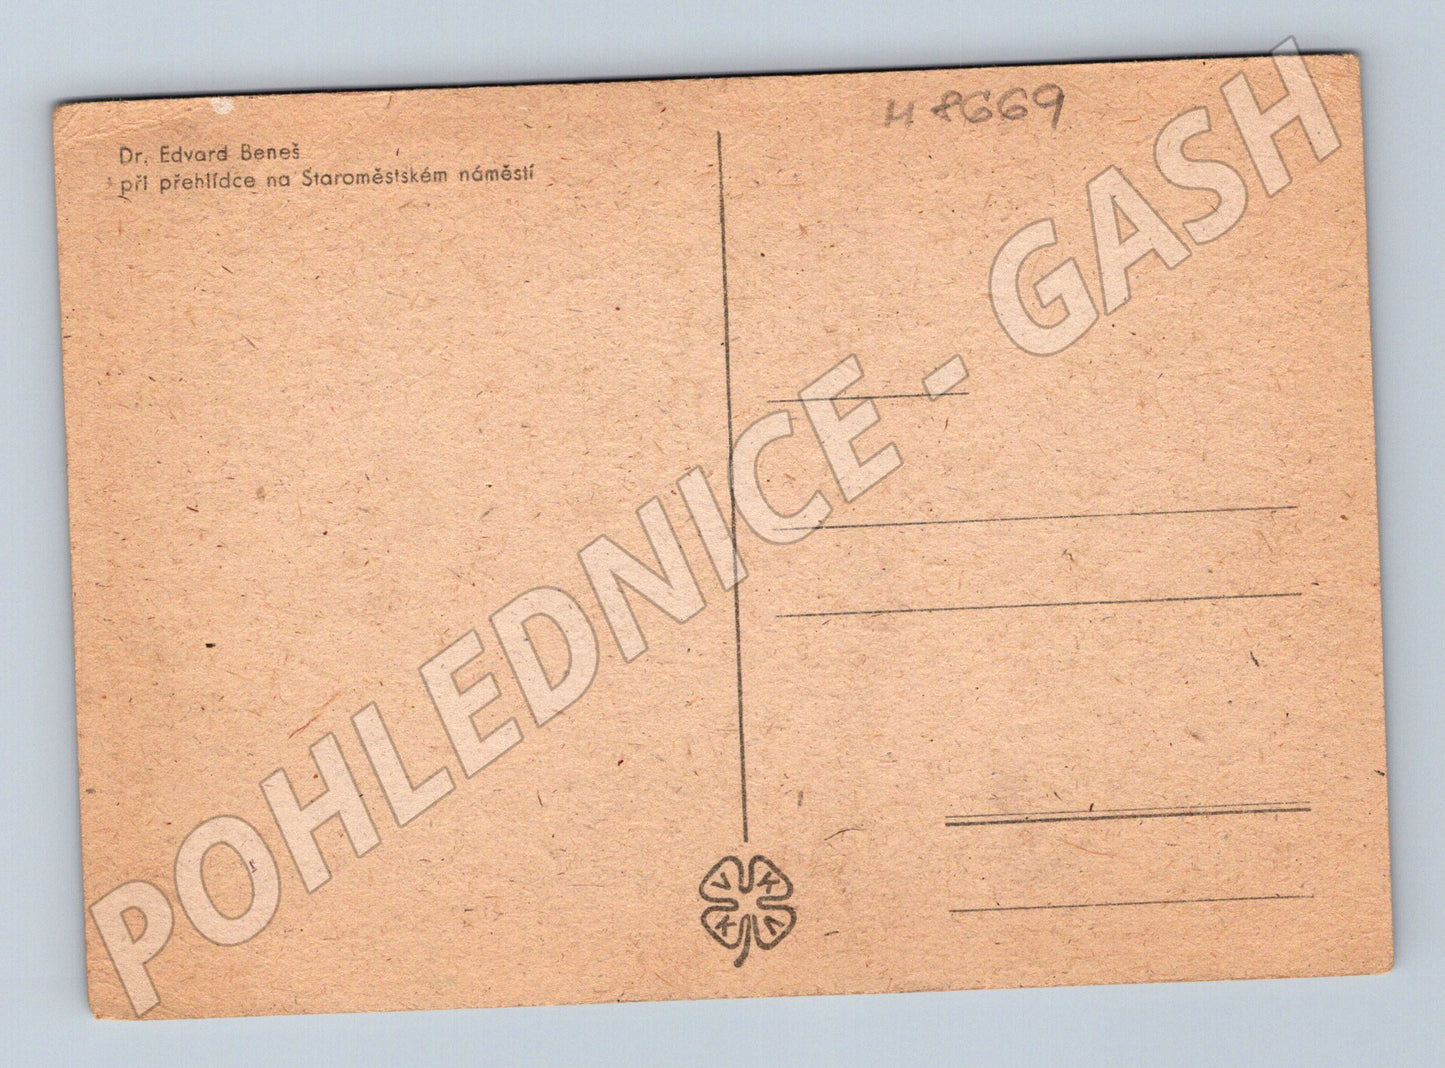 Dr. Edvard Beneš
při přehlídce na Staroměstském náměstí
H 8669
POHLEDNICE - GASH
V K
K V